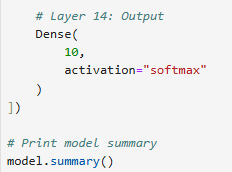 # Layer 14: Output
Dense(
10,
activation="softmax"
)
])
# Print model summary
model.summary()